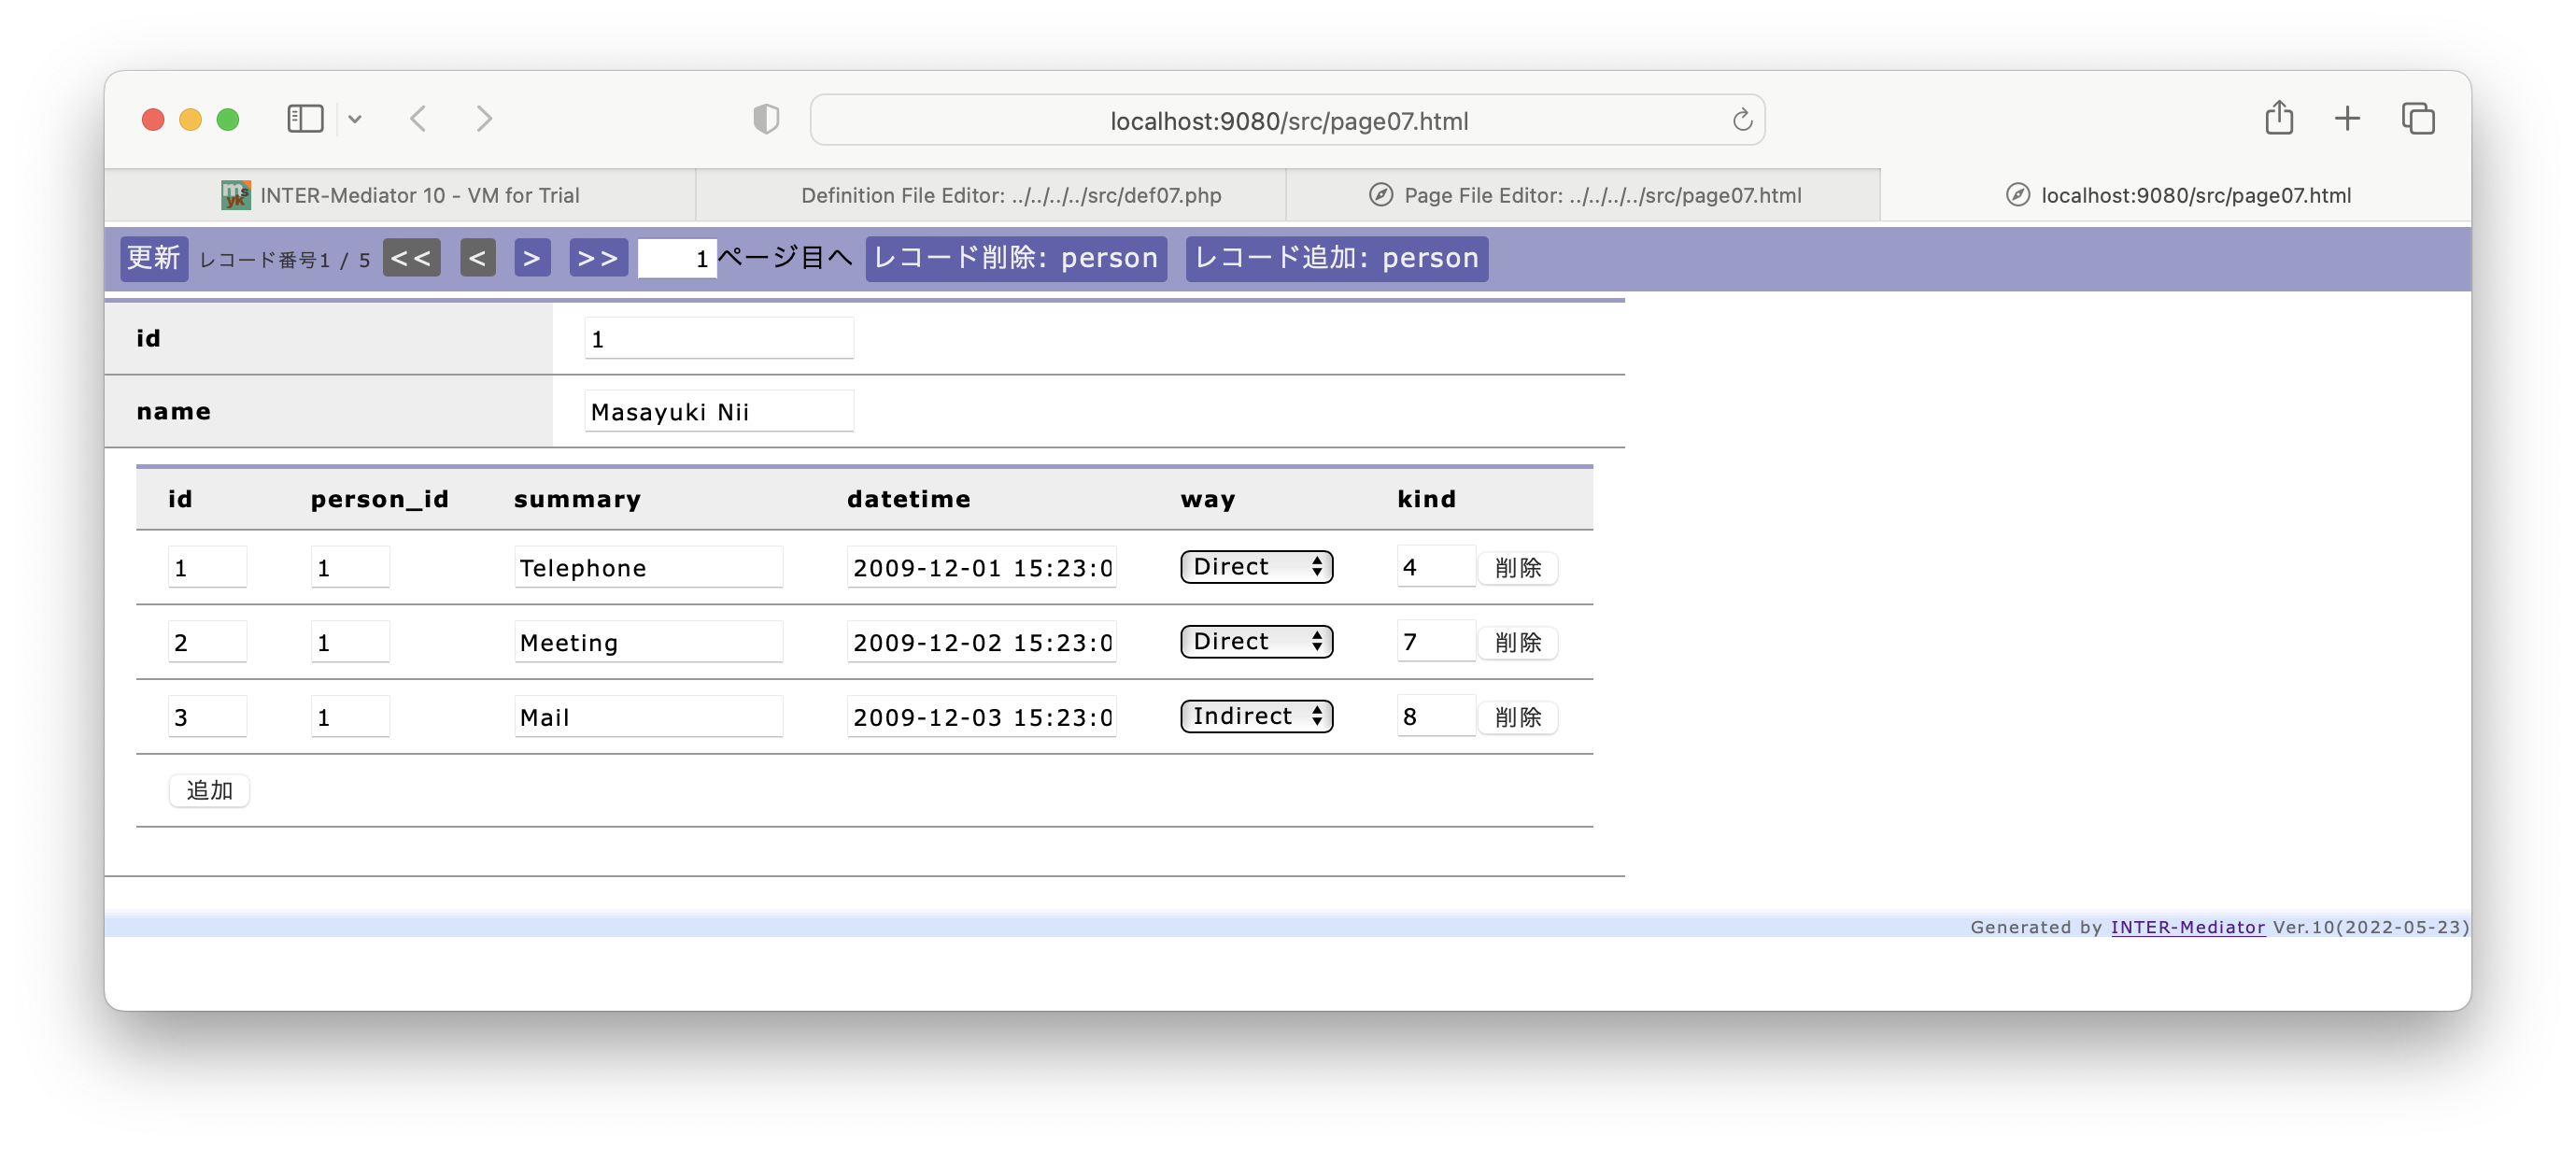 localhost:9080/src/page07.html
msyk INTER-Mediator 10 - VM for Trial
Definition File Editor: ../../../../src/def07.php
Page File Editor: ../../../../src/page07.html
localhost:9080/src/page07.html
更新 レコード番号1 / 5 << < > >> 1 ページ目へ レコード削除: person レコード追加: person
id 1
name Masayuki Nii
id person_id summary datetime way kind
1 1 Telephone 2009-12-01 15:23:0 Direct 4 削除
2 1 Meeting 2009-12-02 15:23:0 Direct 7 削除
3 1 Mail 2009-12-03 15:23:0 Indirect 8 削除
追加
Generated by INTER-Mediator Ver.10(2022-05-23)